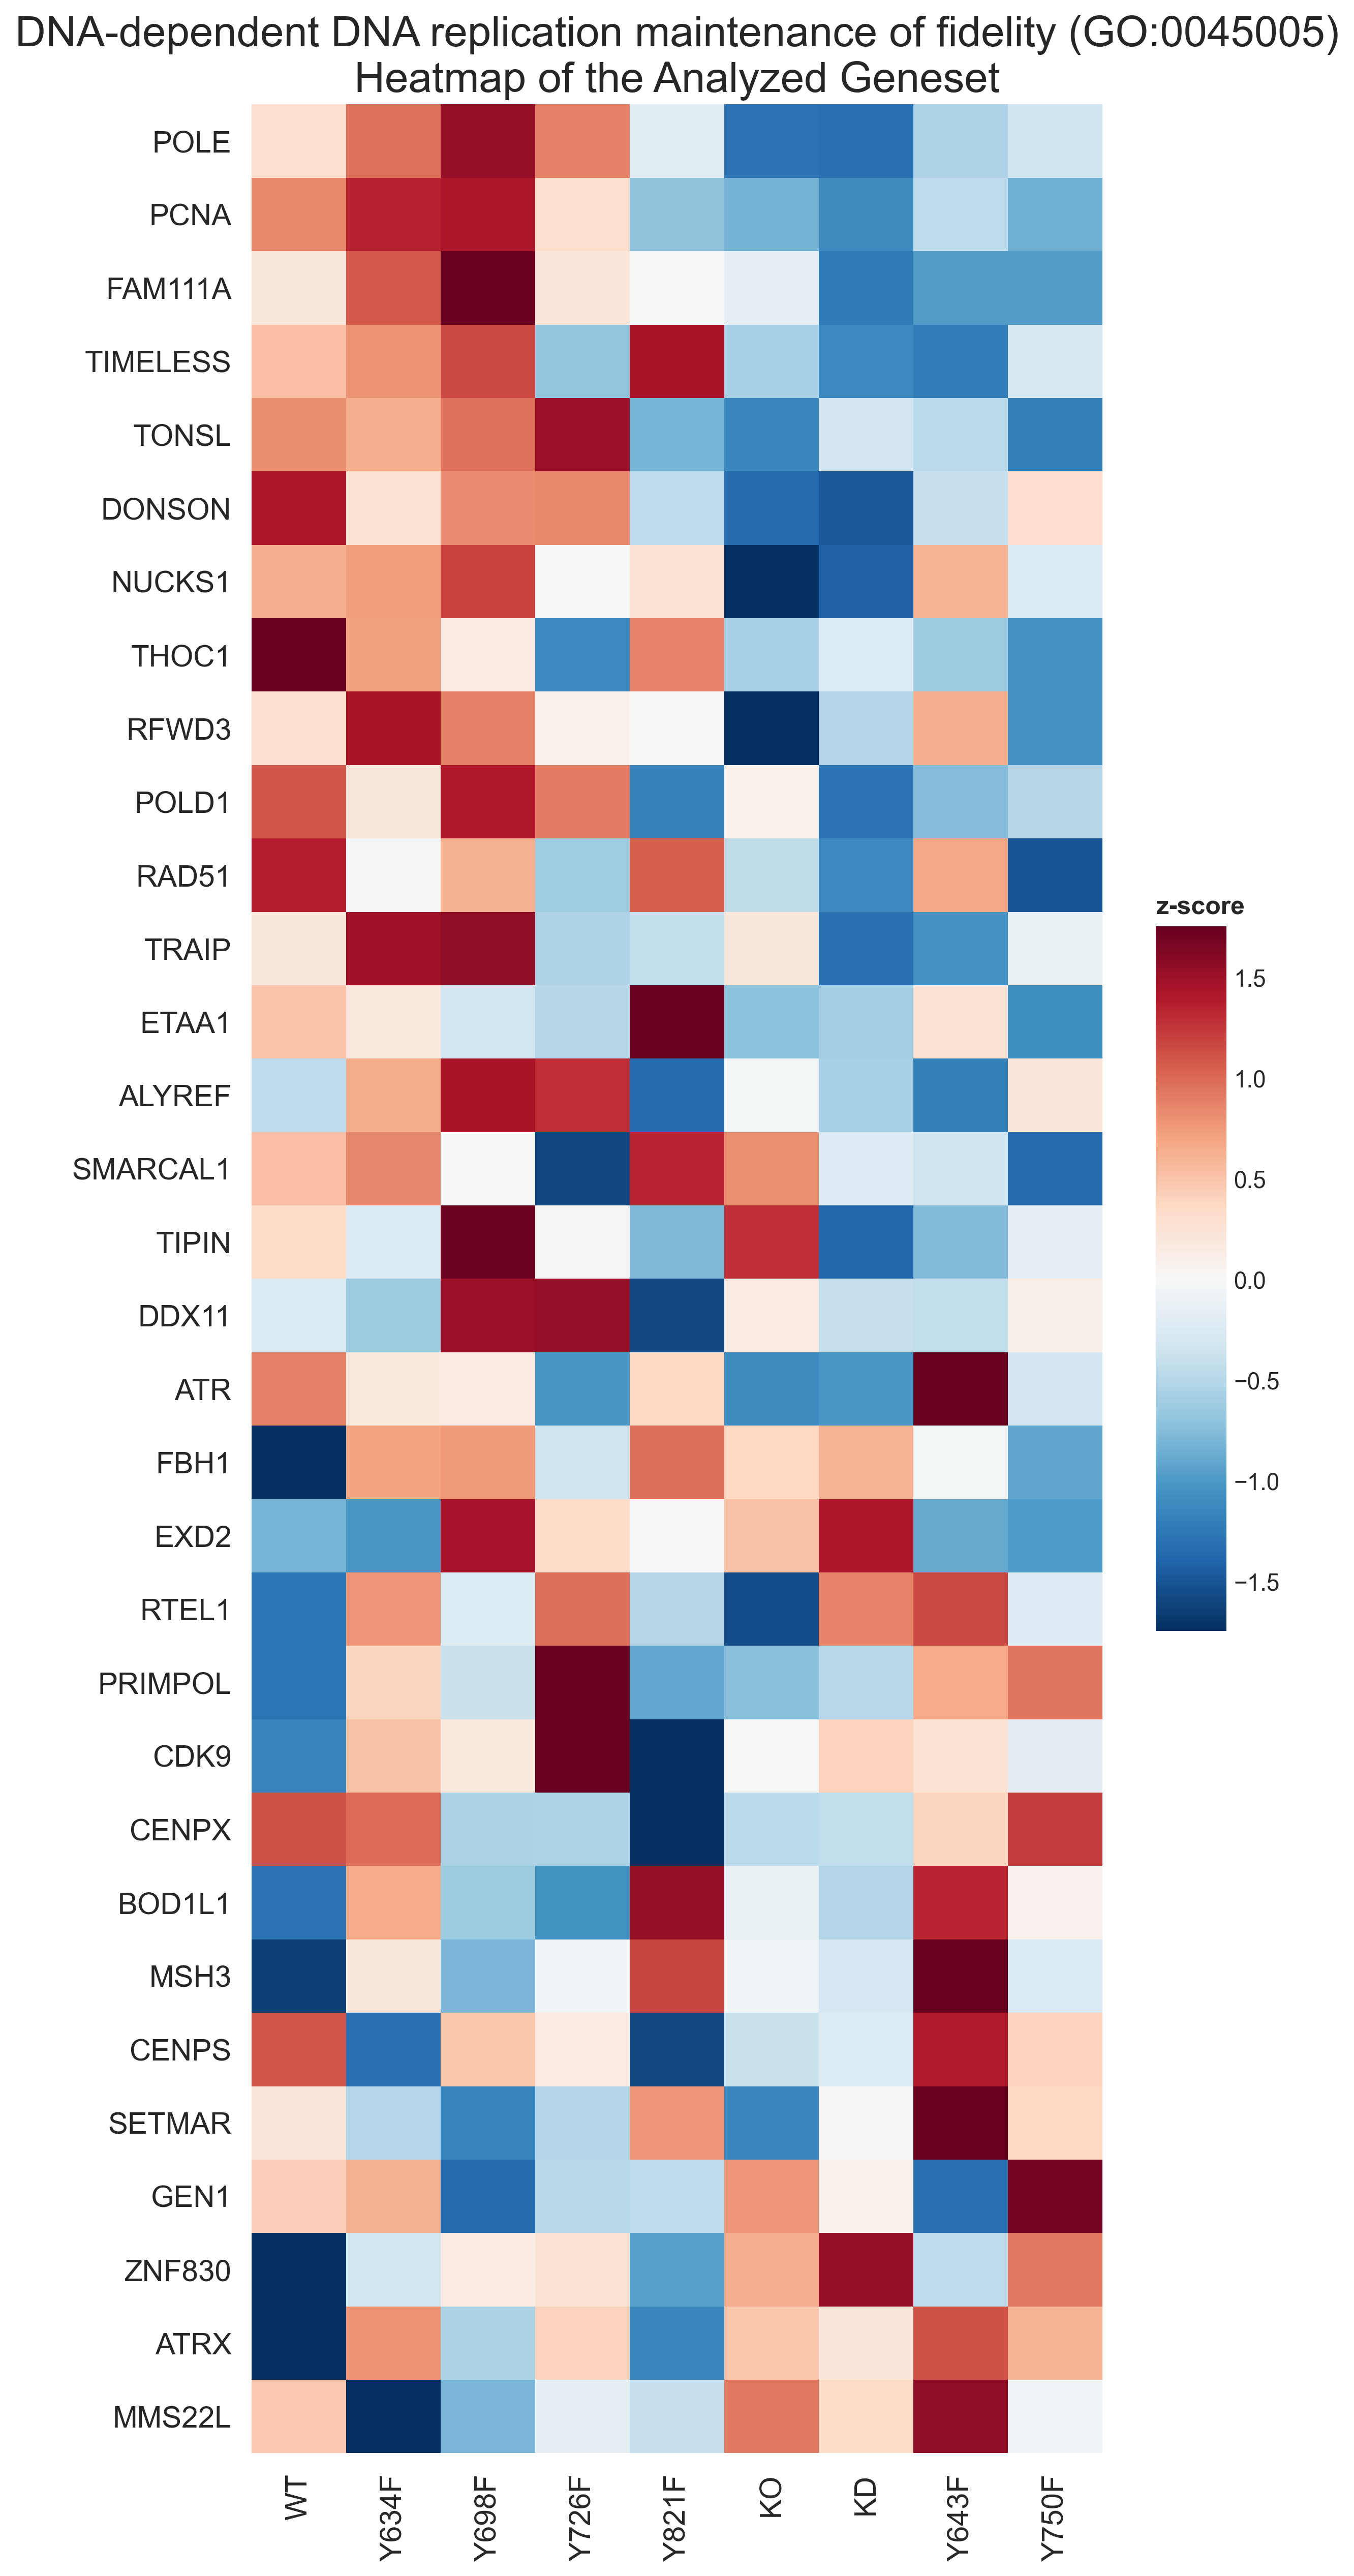 DNA-dependent DNA replication maintenance of fidelity (GO:0045005)
Heatmap of the Analyzed Geneset
POLE
PCNA
FAM111A
TIMELESS
TONSL
DONSON
NUCKS1
THOC1
RFWD3
POLD1
RAD51
TRAIP
ETAA1
ALYREF
SMARCAL1
TIPIN
DDX11
ATR
FBH1
EXD2
RTEL1
PRIMPOL
CDK9
CENPX
BOD1L1
MSH3
CENPS
SETMAR
GEN1
ZNF830
ATRX
MMS22L
WT
Y634F
Y698F
Y726F
Y821F
KO
KD
Y643F
Y750F
z-score
1.5
1.0
0.5
0.0
−0.5
−1.0
−1.5